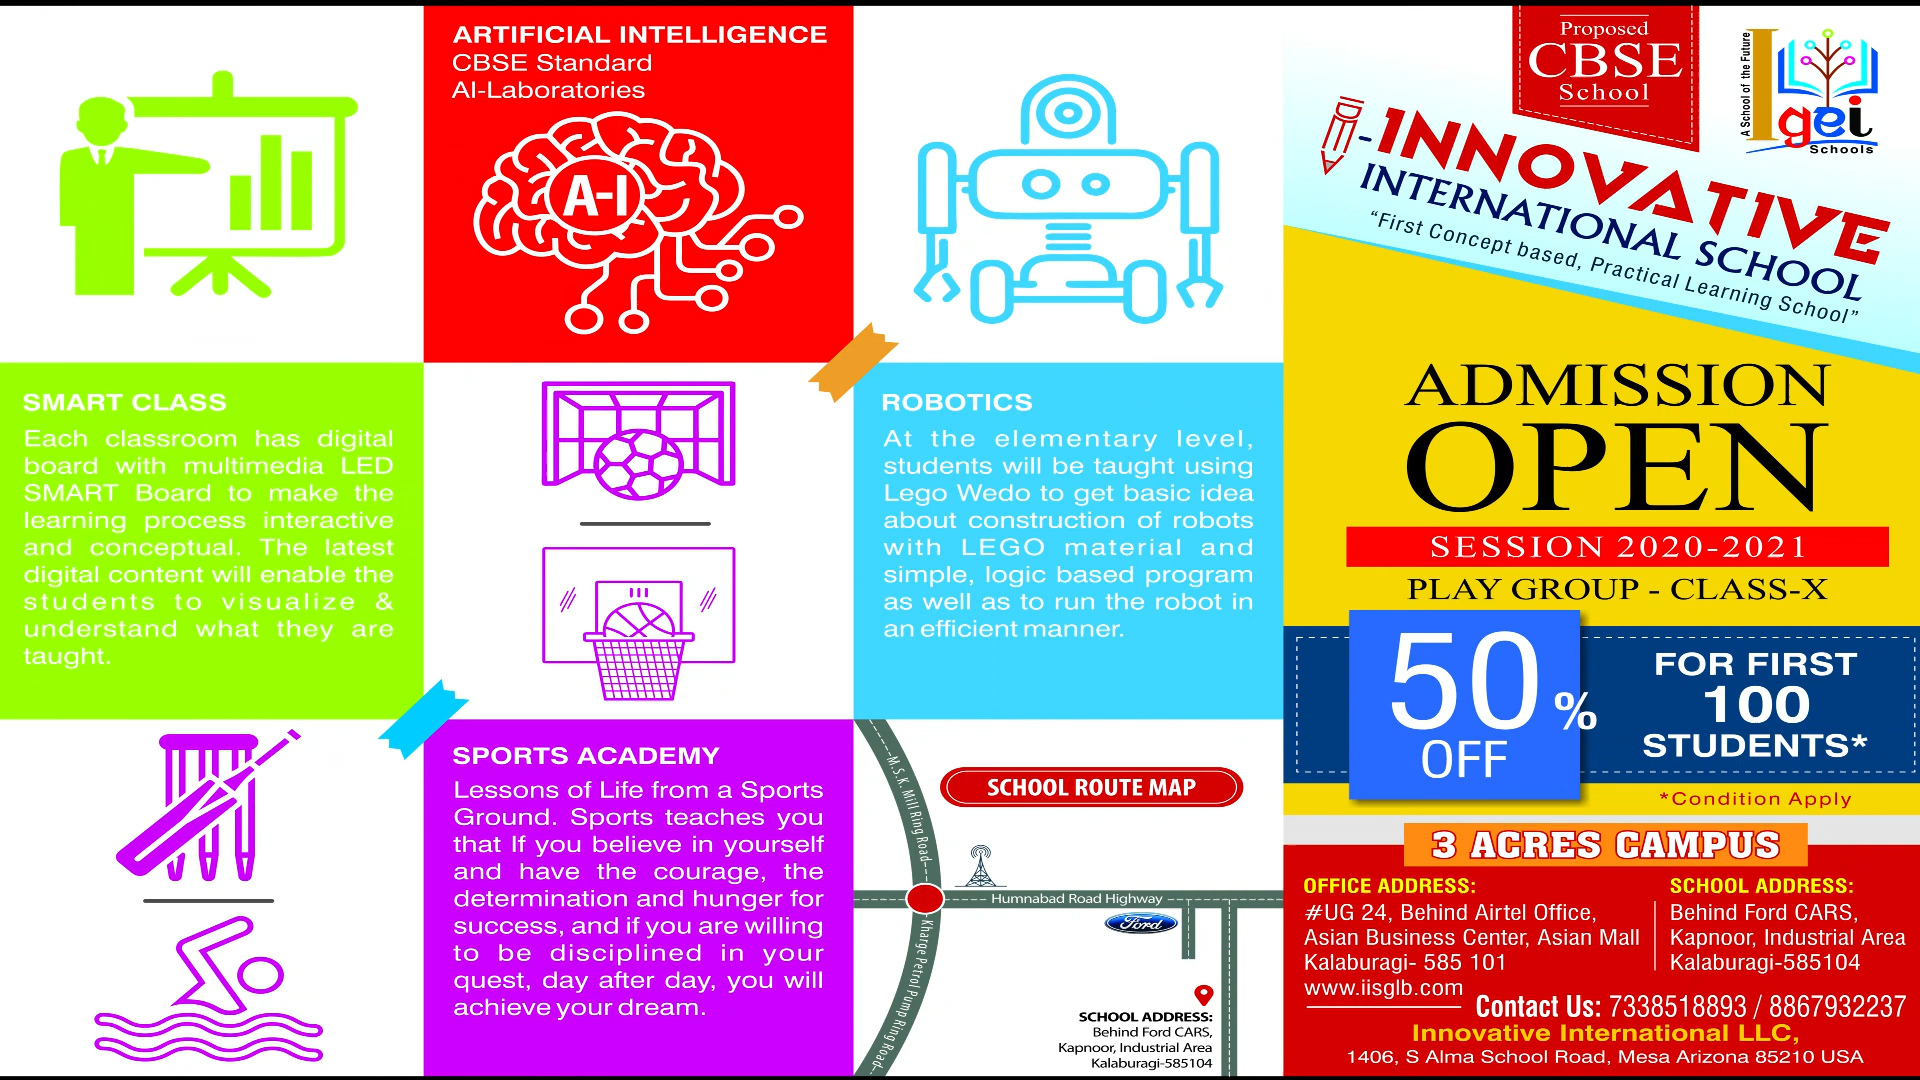 ARTIFICIAL INTELLIGENCE
CBSE Standard
AI-Laboratories
A-I
SMART CLASS
Each classroom has digital
board with multimedia LED
SMART Board to make the
learning process interactive
and conceptual. The latest
digital content will enable the
students to visualize &
understand what they are
taught.
ROBOTICS
At the elementary level,
students will be taught using
Lego Wedo to get basic idea
about construction of robots
with LEGO material and
simple, logic based program
as well as to run the robot in
an efficient manner.
SPORTS ACADEMY
Lessons of Life from a Sports
Ground. Sports teaches you
that If you believe in yourself
and have the courage, the
determination and hunger for
success, and if you are willing
to be disciplined in your
quest, day after day, you will
achieve your dream.
SCHOOL ROUTE MAP
M.S.K. Mill Ring Road
Humnabad Road Highway
Ford
Kharge Petrol Pump Ring Road
SCHOOL ADDRESS:
Behind Ford CARS,
Kapnoor, Industrial Area
Kalaburagi-585104
Proposed
CBSE
School
A School of the Future
Igei
Schools
-INNOVATIVE
INTERNATIONAL SCHOOL
“First Concept based, Practical Learning School”
ADMISSION
OPEN
SESSION 2020-2021
PLAY GROUP - CLASS-X
50%
OFF
FOR FIRST
100
STUDENTS*
*Condition Apply
3 ACRES CAMPUS
OFFICE ADDRESS:
#UG 24, Behind Airtel Office,
Asian Business Center, Asian Mall
Kalaburagi- 585 101
www.iisglb.com
SCHOOL ADDRESS:
Behind Ford CARS,
Kapnoor, Industrial Area
Kalaburagi-585104
Contact Us: 7338518893 / 8867932237
Innovative International LLC,
1406, S Alma School Road, Mesa Arizona 85210 USA